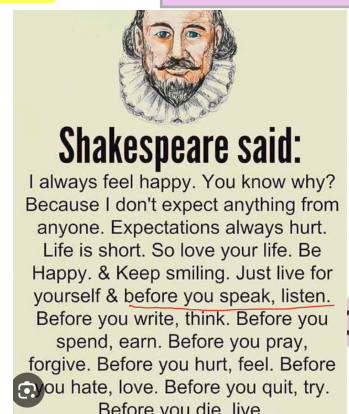 Shakespeare said:
I always feel happy. You know why?
Because I don't expect anything from
anyone. Expectations always hurt.
Life is short. So love your life. Be
Happy. & Keep smiling. Just live for
yourself & before you speak, listen.
Before you write, think. Before you
spend, earn. Before you pray,
forgive. Before you hurt, feel. Before
you hate, love. Before you quit, try.
Before you die, live